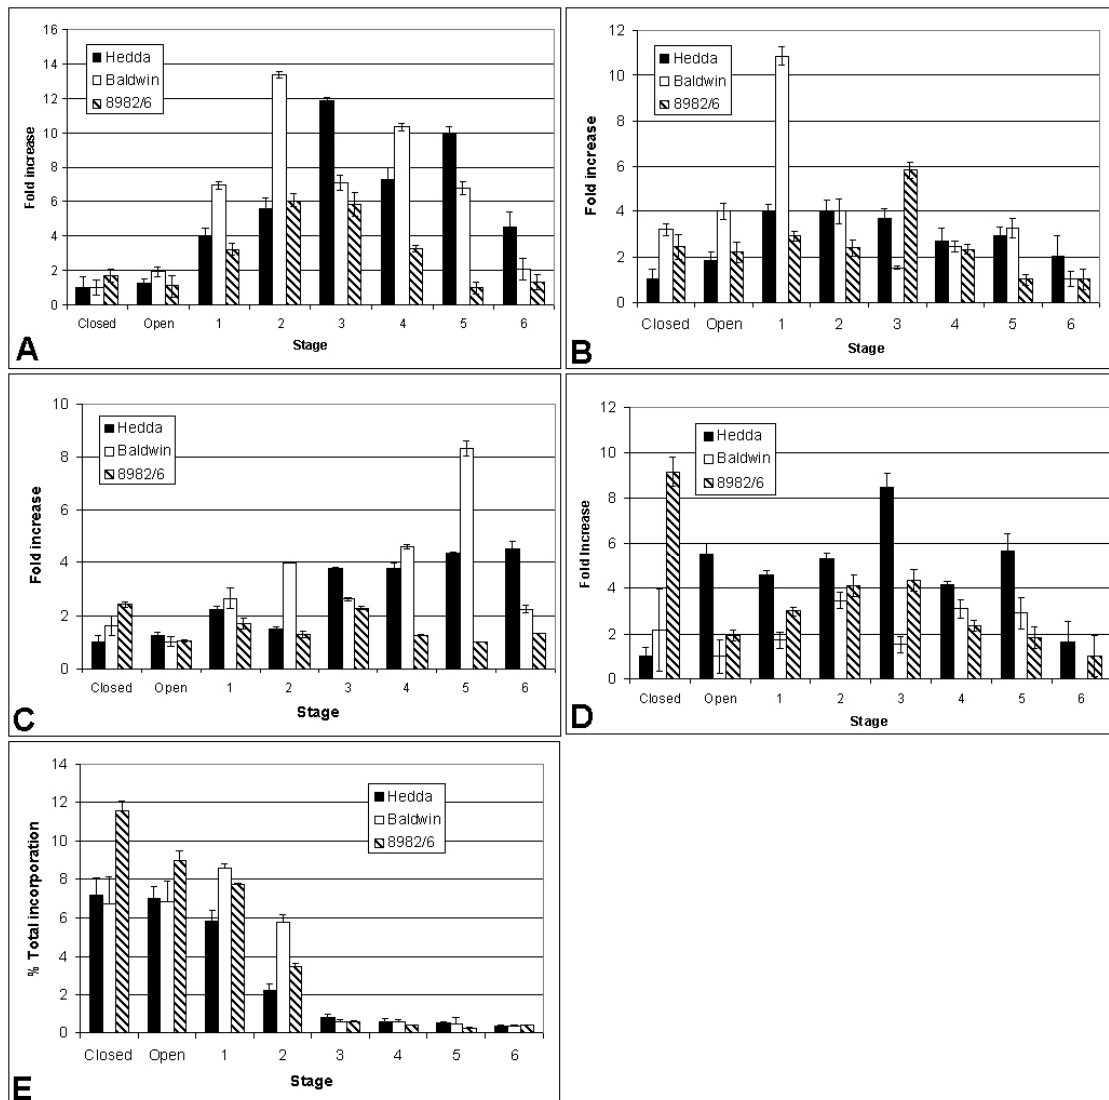 16
14
12
10
8
6
4
2
0
Fold increase
Hedda
Baldwin
8982/6
Closed Open 1 2 3 4 5 6
Stage
A
12
10
8
6
4
2
0
Fold increase
Hedda
Baldwin
8982/6
Closed Open 1 2 3 4 5 6
Stage
B
10
8
6
4
2
0
Fold increase
Hedda
Baldwin
8982/6
Closed Open 1 2 3 4 5 6
Stage
C
12
10
8
6
4
2
0
Fold Increase
Hedda
Baldwin
8982/6
Closed Open 1 2 3 4 5 6
Stage
D
14
12
10
8
6
4
2
0
% Total incorporation
Hedda
Baldwin
8982/6
Closed Open 1 2 3 4 5 6
Stage
E